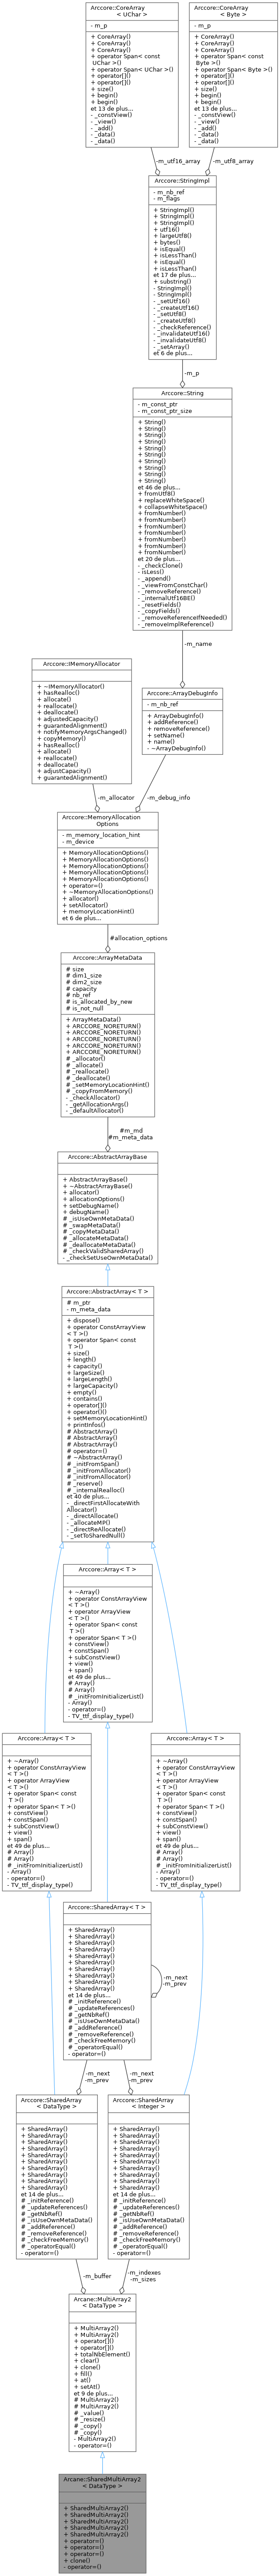 Arccore::CoreArray
< UChar >
- m_p
+ CoreArray()
+ CoreArray()
+ CoreArray()
+ operator Span< const
UChar >()
+ operator Span< UChar >()
+ operator[]()
+ operator[]()
+ size()
+ begin()
+ begin()
et 13 de plus...
- _constView()
- _view()
- _add()
- _data()
- _data()
Arccore::CoreArray
< Byte >
- m_p
+ CoreArray()
+ CoreArray()
+ CoreArray()
+ operator Span< const
Byte >()
+ operator Span< Byte >()
+ operator[]()
+ operator[]()
+ size()
+ begin()
+ begin()
et 13 de plus...
- _constView()
- _view()
- _add()
- _data()
- _data()
-m_utf16_array
-m_utf8_array
Arccore::StringImpl
- m_nb_ref
- m_flags
+ StringImpl()
+ StringImpl()
+ StringImpl()
+ utf16()
+ largeUtf8()
+ bytes()
+ isEqual()
+ isLessThan()
+ isEqual()
+ isLessThan()
et 17 de plus...
+ substring()
- StringImpl()
- StringImpl()
- _setUtf16()
- _createUtf16()
- _setUtf8()
- _createUtf8()
- _checkReference()
- _invalidateUtf16()
- _invalidateUtf8()
- _setArray()
et 6 de plus...
-m_p
Arccore::String
- m_const_ptr
- m_const_ptr_size
+ String()
+ String()
+ String()
+ String()
+ String()
+ String()
+ String()
+ String()
+ String()
+ String()
et 46 de plus...
+ fromUtf8()
+ replaceWhiteSpace()
+ collapseWhiteSpace()
+ fromNumber()
+ fromNumber()
+ fromNumber()
+ fromNumber()
+ fromNumber()
+ fromNumber()
+ fromNumber()
et 20 de plus...
- _checkClone()
- isLess()
- _append()
- _viewFromConstChar()
- _removeReference()
- _internalUtf16BE()
- _resetFields()
- _copyFields()
- _removeReferenceIfNeeded()
- _removeImplReference()
-m_name
Arccore::IMemoryAllocator
+ ~IMemoryAllocator()
+ hasRealloc()
+ allocate()
+ reallocate()
+ deallocate()
+ adjustedCapacity()
+ guarantedAlignment()
+ notifyMemoryArgsChanged()
+ copyMemory()
+ hasRealloc()
+ allocate()
+ reallocate()
+ deallocate()
+ adjustCapacity()
+ guarantedAlignment()
Arccore::ArrayDebugInfo
- m_nb_ref
+ ArrayDebugInfo()
+ addReference()
+ removeReference()
+ setName()
+ name()
- ~ArrayDebugInfo()
-m_allocator
-m_debug_info
Arccore::MemoryAllocation
Options
- m_memory_location_hint
- m_device
+ MemoryAllocationOptions()
+ MemoryAllocationOptions()
+ MemoryAllocationOptions()
+ MemoryAllocationOptions()
+ MemoryAllocationOptions()
+ operator=()
+ ~MemoryAllocationOptions()
+ allocator()
+ setAllocator()
+ memoryLocationHint()
et 6 de plus...
#allocation_options
Arccore::ArrayMetaData
# size
# dim1_size
# dim2_size
# capacity
# nb_ref
# is_allocated_by_new
# is_not_null
+ ArrayMetaData()
+ ARCCORE_NORETURN()
+ ARCCORE_NORETURN()
+ ARCCORE_NORETURN()
+ ARCCORE_NORETURN()
+ ARCCORE_NORETURN()
# _allocator()
# _allocate()
# _reallocate()
# _deallocate()
# _setMemoryLocationHint()
# _copyFromMemory()
- _checkAllocator()
- _getAllocationArgs()
- _defaultAllocator()
#m_md
#m_meta_data
Arccore::AbstractArrayBase
+ AbstractArrayBase()
+ ~AbstractArrayBase()
+ allocator()
+ allocationOptions()
+ setDebugName()
+ debugName()
# _isUseOwnMetaData()
# _swapMetaData()
# _copyMetaData()
# _allocateMetaData()
# _deallocateMetaData()
# _checkValidSharedArray()
- _checkSetUseOwnMetaData()
Arccore::AbstractArray< T >
# m_ptr
- m_meta_data
+ dispose()
+ operator ConstArrayView
< T >()
+ operator Span< const
T >()
+ size()
+ length()
+ capacity()
+ largeSize()
+ largeLength()
+ largeCapacity()
+ empty()
+ contains()
+ operator[]()
+ operator()()
+ setMemoryLocationHint()
+ printInfos()
# AbstractArray()
# AbstractArray()
# AbstractArray()
# operator=()
# ~AbstractArray()
# _initFromSpan()
# _initFromAllocator()
# _initFromAllocator()
# _reserve()
# _internalRealloc()
et 40 de plus...
- _directFirstAllocateWith
Allocator()
- _directAllocate()
- _allocateMP()
- _directReAllocate()
- _setToSharedNull()
Arccore::Array< T >
+ ~Array()
+ operator ConstArrayView
< T >()
+ operator ArrayView
< T >()
+ operator Span< const
T >()
+ operator Span< T >()
+ constView()
+ constSpan()
+ subConstView()
+ view()
+ span()
et 49 de plus...
# Array()
# Array()
# _initFromInitializerList()
- Array()
- operator=()
- TV_ttf_display_type()
Arccore::Array< T >
+ ~Array()
+ operator ConstArrayView
< T >()
+ operator ArrayView
< T >()
+ operator Span< const
T >()
+ operator Span< T >()
+ constView()
+ constSpan()
+ subConstView()
+ view()
+ span()
et 49 de plus...
# Array()
# Array()
# _initFromInitializerList()
- Array()
- operator=()
- TV_ttf_display_type()
Arccore::Array< T >
+ ~Array()
+ operator ConstArrayView
< T >()
+ operator ArrayView
< T >()
+ operator Span< const
T >()
+ operator Span< T >()
+ constView()
+ constSpan()
+ subConstView()
+ view()
+ span()
et 49 de plus...
# Array()
# Array()
# _initFromInitializerList()
- Array()
- operator=()
- TV_ttf_display_type()
Arccore::SharedArray< T >
+ SharedArray()
+ SharedArray()
+ SharedArray()
+ SharedArray()
+ SharedArray()
+ SharedArray()
+ SharedArray()
+ SharedArray()
+ SharedArray()
+ SharedArray()
et 14 de plus...
# _initReference()
# _updateReferences()
# _getNbRef()
# _isUseOwnMetaData()
# _addReference()
# _removeReference()
# _checkFreeMemory()
# _operatorEqual()
- operator=()
-m_next
-m_prev
-m_next
-m_prev
-m_next
-m_prev
Arccore::SharedArray
< DataType >
+ SharedArray()
+ SharedArray()
+ SharedArray()
+ SharedArray()
+ SharedArray()
+ SharedArray()
+ SharedArray()
+ SharedArray()
+ SharedArray()
+ SharedArray()
et 14 de plus...
# _initReference()
# _updateReferences()
# _getNbRef()
# _isUseOwnMetaData()
# _addReference()
# _removeReference()
# _checkFreeMemory()
# _operatorEqual()
- operator=()
Arccore::SharedArray
< Integer >
+ SharedArray()
+ SharedArray()
+ SharedArray()
+ SharedArray()
+ SharedArray()
+ SharedArray()
+ SharedArray()
+ SharedArray()
+ SharedArray()
+ SharedArray()
et 14 de plus...
# _initReference()
# _updateReferences()
# _getNbRef()
# _isUseOwnMetaData()
# _addReference()
# _removeReference()
# _checkFreeMemory()
# _operatorEqual()
- operator=()
-m_buffer
-m_indexes
-m_sizes
Arcane::MultiArray2
< DataType >
+ MultiArray2()
+ MultiArray2()
+ operator[]()
+ operator[]()
+ totalNbElement()
+ clear()
+ clone()
+ fill()
+ at()
+ setAt()
et 9 de plus...
# MultiArray2()
# MultiArray2()
# _value()
# _resize()
# _copy()
# _copy()
- MultiArray2()
- operator=()
Arcane::SharedMultiArray2
< DataType >
+ SharedMultiArray2()
+ SharedMultiArray2()
+ SharedMultiArray2()
+ SharedMultiArray2()
+ SharedMultiArray2()
+ operator=()
+ operator=()
+ operator=()
+ clone()
- operator=()